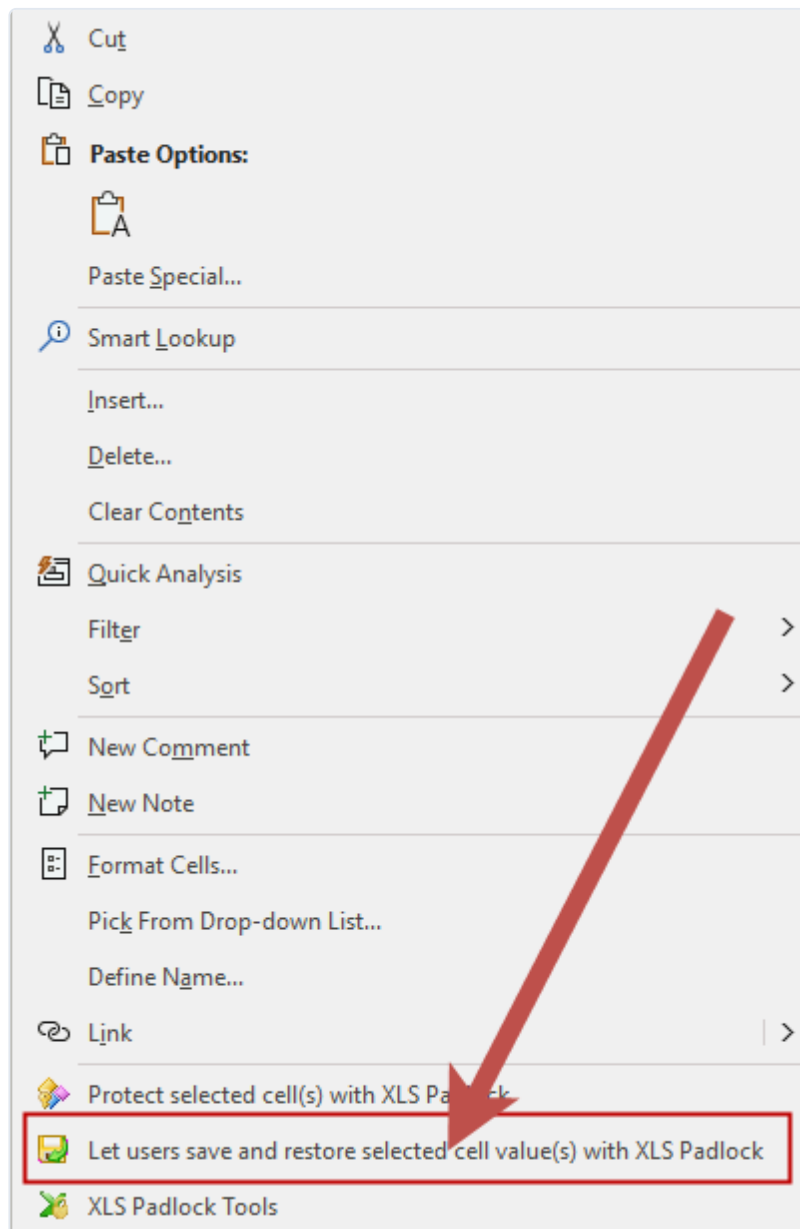 Cut
Copy
Paste Options:
A
Paste Special...
Smart Lookup
Insert...
Delete...
Clear Contents
Quick Analysis
Filter
Sort
New Comment
New Note
Format Cells...
Pick From Drop-down List...
Define Name...
Link
Protect selected cell(s) with XLS Padlock
Let users save and restore selected cell value(s) with XLS Padlock
XLS Padlock Tools